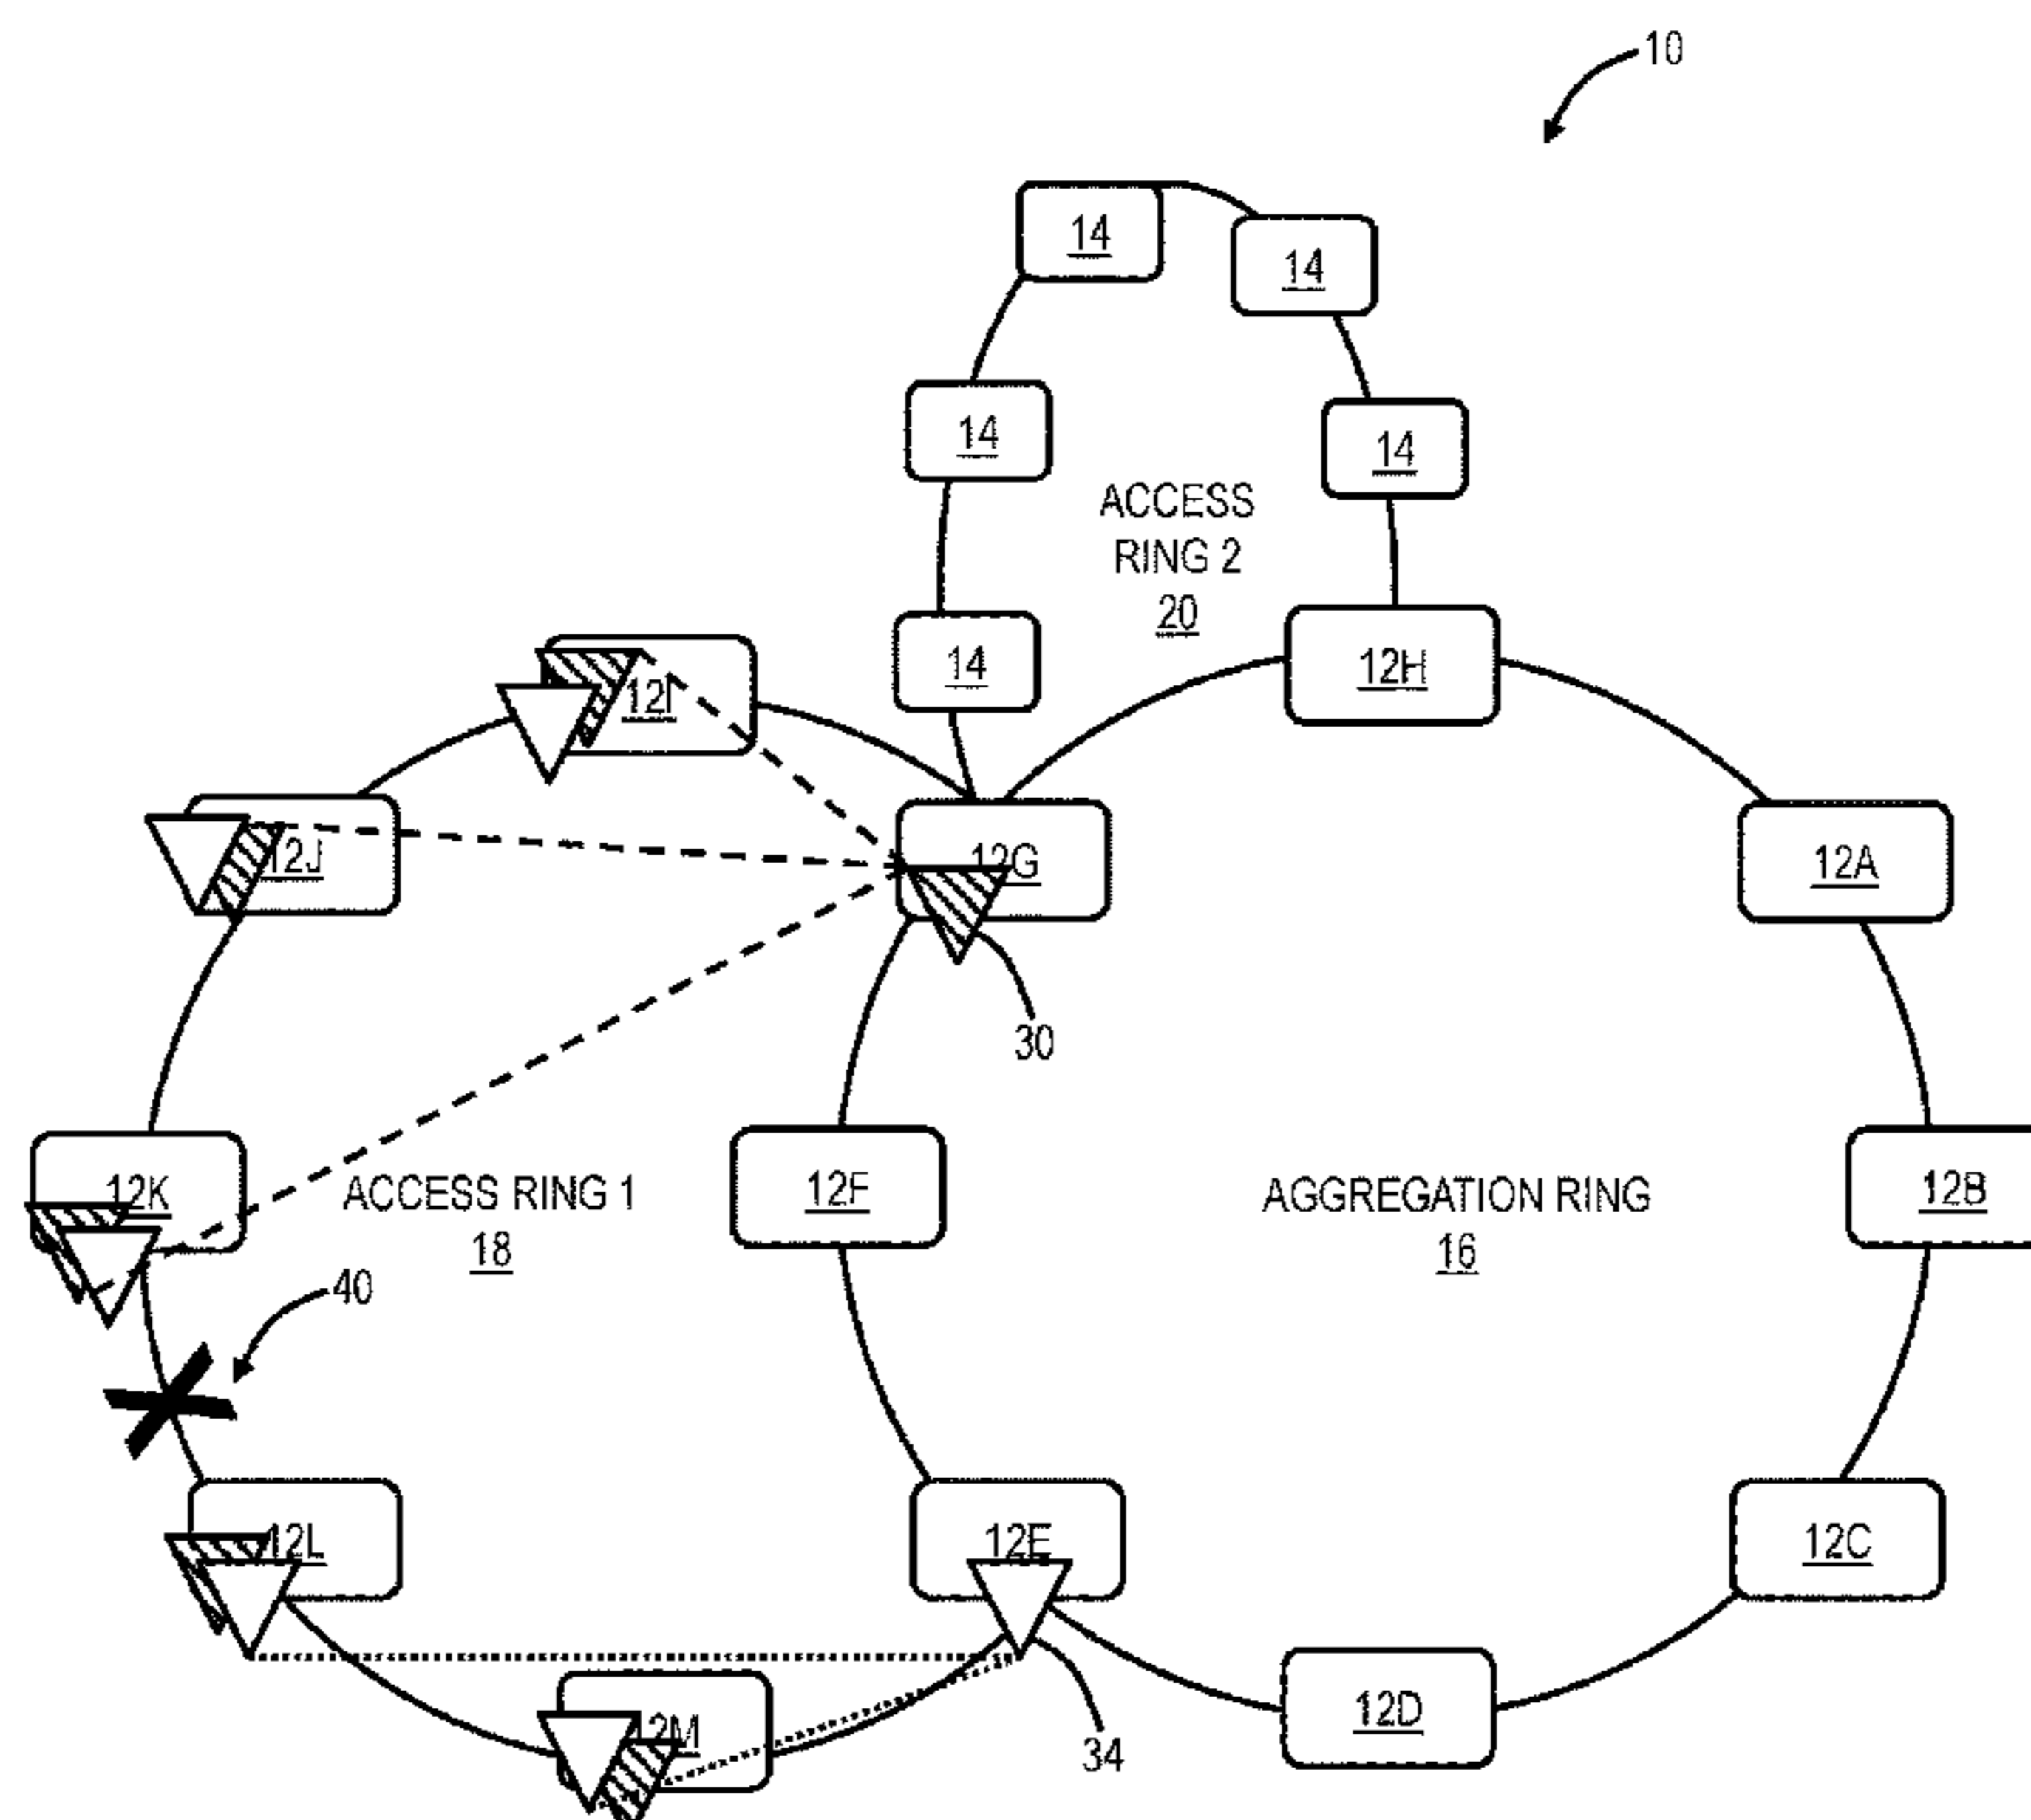 10
14
14
14
14
ACCESS
RING 2
20
14
12H
12I
12J
12G
12A
30
12K
ACCESS RING 1
18
12F
AGGREGATION RING
16
12B
40
12L
12E
12C
12M
12D
34